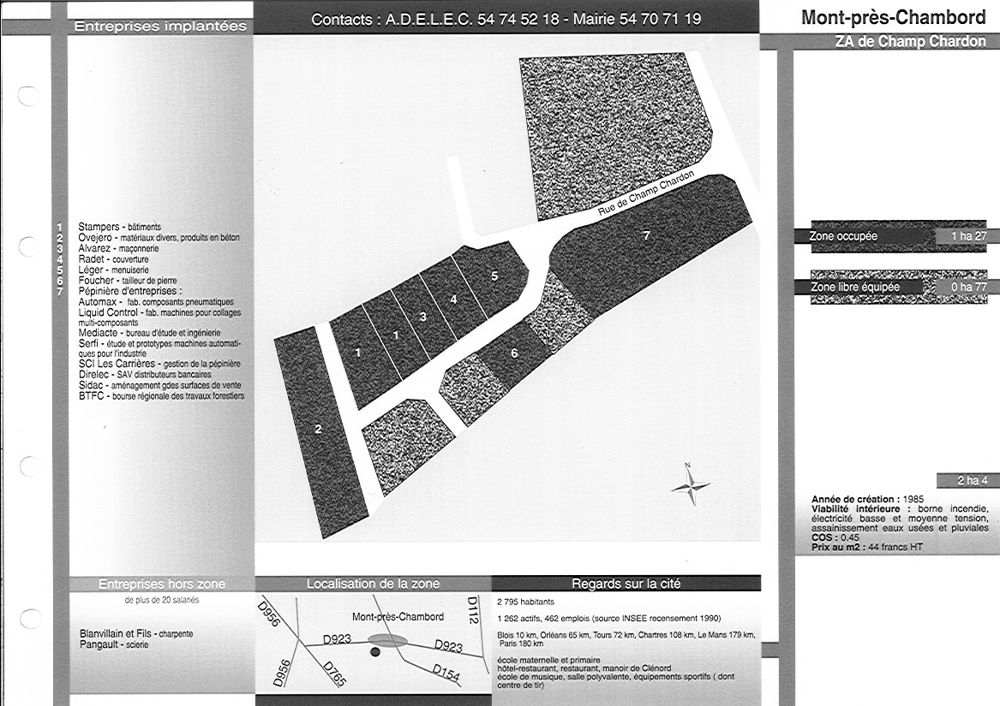 Entreprises implantées
Contacts : A.D.E.L.E.C. 54 74 52 18 - Mairie 54 70 71 19
Mont-près-Chambord
ZA de Champ Chardon
1 Stampers - bâtiments
2 Ovejero - matériaux divers, produits en béton
3 Alvarez - maçonnerie
4 Radet - couverture
5 Léger - menuiserie
6 Foucher - tailleur de pierre
7 Pépinière d'entreprises :
Automax - fab. composants pneumatiques
Liquid Control - fab. machines pour collages
multi-composants
Mediacte - bureau d'étude et ingénierie
Serfi - étude et prototypes machines automati-
ques pour l'industrie
SCI Les Carrières - gestion de la pépinière
Direlec - SAV distributeurs bancaires
Sidac - aménagement gdes surfaces de vente
BTFC - bourse régionale des travaux forestiers
Rue de Champ Chardon
7
5
4
3
1
1
6
2
N
Zone occupée 1 ha 27
Zone libre équipée 0 ha 77
2 ha 4
Année de création : 1985
Viabilité intérieure : borne incendie,
électricité basse et moyenne tension,
assainissement eaux usées et pluviales
COS : 0.45
Prix au m2 : 44 francs HT
Entreprises hors zone
de plus de 20 salariés
Blanvillain et Fils - charpente
Pangault - scierie
Localisation de la zone
D956
Mont-près-Chambord
D112
D923
D923
D956
D765
D154
Regards sur la cité
2 795 habitants
1 262 actifs, 462 emplois (source INSEE recensement 1990)
Blois 10 km, Orléans 65 km, Tours 72 km, Chartres 108 km, Le Mans 179 km,
Paris 180 km
école maternelle et primaire
hôtel-restaurant, restaurant, manoir de Clénord
école de musique, salle polyvalente, équipements sportifs ( dont
centre de tir)